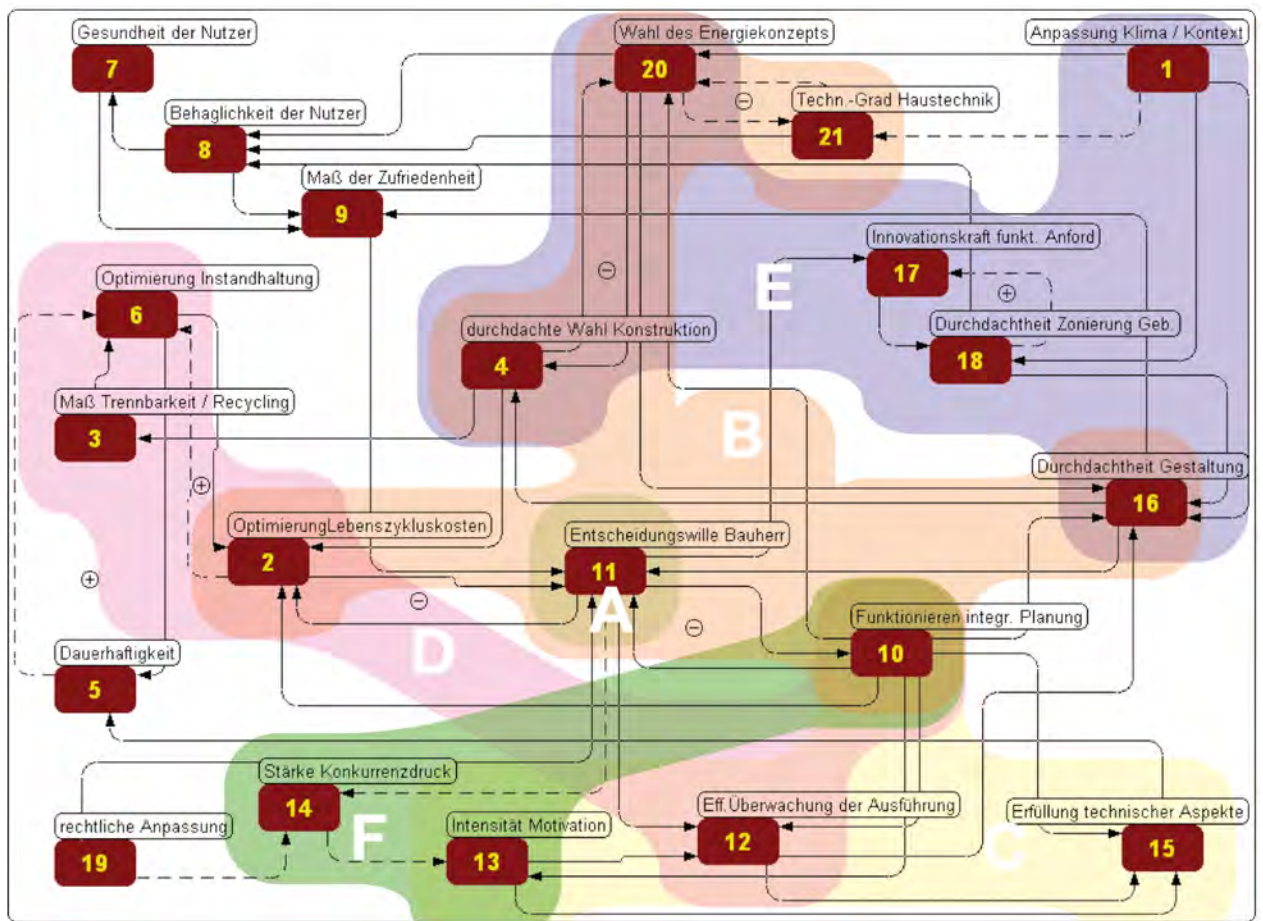 Gesundheit der Nutzer
Wahl des Energiekonzepts
Anpassung Klima / Kontext
7
20
1
Techn.-Grad Haustechnik
Behaglichkeit der Nutzer
21
8
Maß der Zufriedenheit
9
Innovationskraft funkt. Anford
17
E
Optimierung Instandhaltung
6
durchdachte Wahl Konstruktion
Durchdachtheit Zonierung Geb.
4
18
Maß Trennbarkeit / Recycling
3
B
Durchdachtheit Gestaltung
16
OptimierungLebenszykluskosten
Entscheidungswille Bauherr
2
11
A
Funktionieren integr. Planung
D
10
Dauerhaftigkeit
5
Stärke Konkurrenzdruck
14
Eff.Überwachung der Ausführung
Erfüllung technischer Aspekte
rechtliche Anpassung
Intensität Motivation
F
12
C
15
19
13